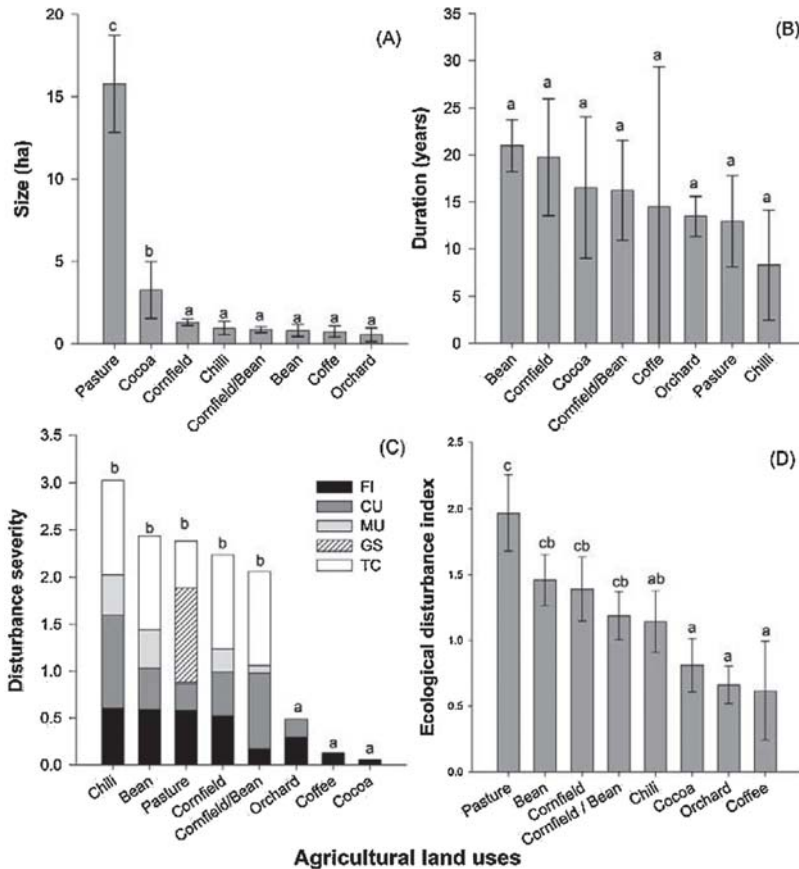 (A)
Size (ha)
20
15
10
5
0
c
b
a
a
a
a
a
a
Pasture
Cocoa
Cornfield
Chili
Cornfield/Bean
Bean
Coffe
Orchard
(B)
Duration (years)
35
30
25
20
15
10
5
0
a
a
a
a
a
a
a
a
Bean
Cornfield
Cocoa
Cornfield/Bean
Coffe
Orchard
Pasture
Chili
(C)
Disturbance severity
3.5
3.0
2.5
2.0
1.5
1.0
0.5
0.0
b
b
b
b
b
a
a
a
FI
CU
MU
GS
TC
Chili
Bean
Pasture
Cornfield
Cornfield/Bean
Orchard
Coffee
Cocoa
(D)
Ecological disturbance index
2.5
2.0
1.5
1.0
0.5
0.0
c
cb
cb
cb
ab
a
a
a
Pasture
Bean
Cornfield
Cornfield / Bean
Chili
Cocoa
Orchard
Coffee
Agricultural land uses